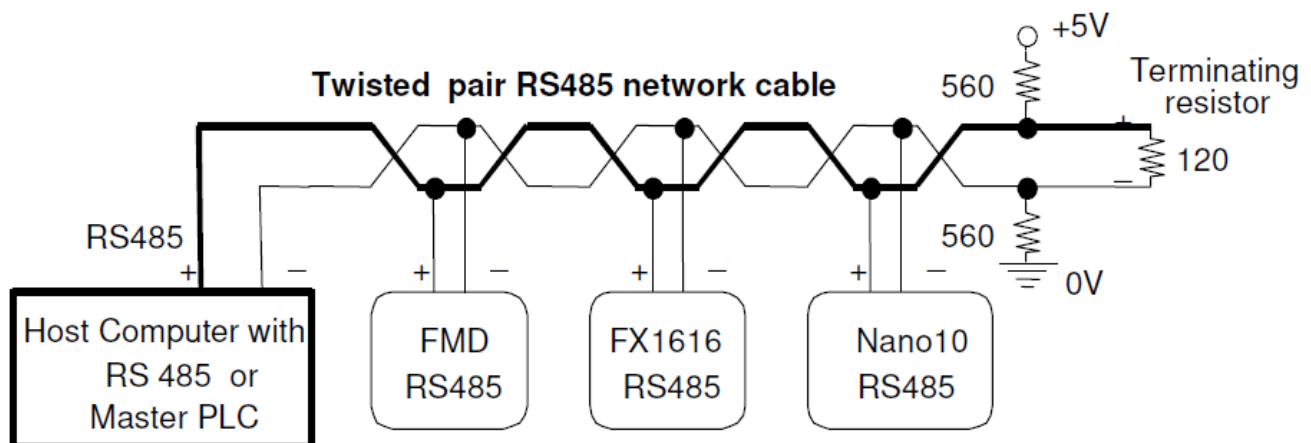 +5V
560
Terminating
resistor
Twisted pair RS485 network cable
+
120
–
RS485
560
+ –
+ –
+ –
+ –
0V
Host Computer with
RS 485 or
Master PLC
FMD
RS485
FX1616
RS485
Nano10
RS485